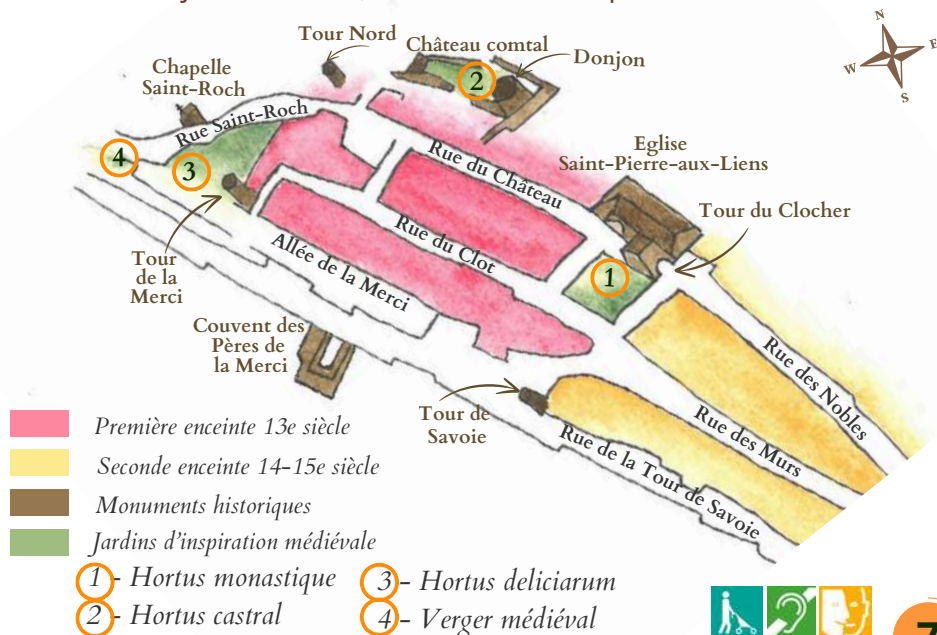 Tour Nord
Château comtal
Donjon
Chapelle
Saint-Roch
Rue Saint-Roch
2
N
W
E
S
4
3
Rue du Château
Eglise
Saint-Pierre-aux-Liens
Tour du Clocher
Rue du Clot
Allée de la Merci
1
Tour
de la
Merci
Couvent des
Pères de
la Merci
Tour de
Savoie
Rue des Nobles
Rue des Murs
Rue de la Tour de Savoie
Première enceinte 13e siècle
Seconde enceinte 14-15e siècle
Monuments historiques
Jardins d'inspiration médiévale
1 - Hortus monastique
2 - Hortus castral
3 - Hortus deliciarum
4 - Verger médiéval